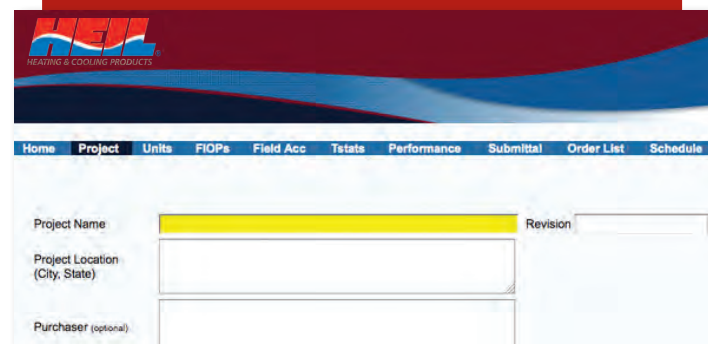 HEIL
HEATING & COOLING PRODUCTS
Home Project Units FIOPs Field Acc Tstats Performance Submittal Order List Schedule
Project Name Revision
Project Location
(City, State)
Purchaser (optional)